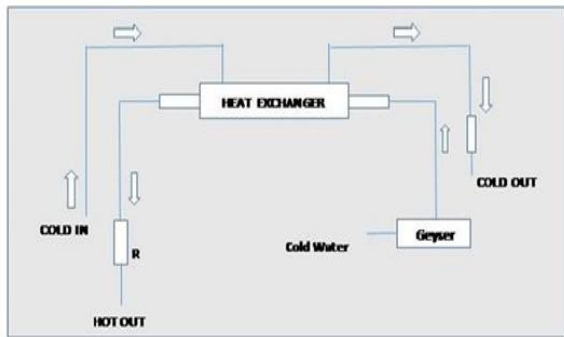 HEAT EXCHANGER
COLD OUT
COLD IN
Cold Water
Geyser
R
HOT OUT